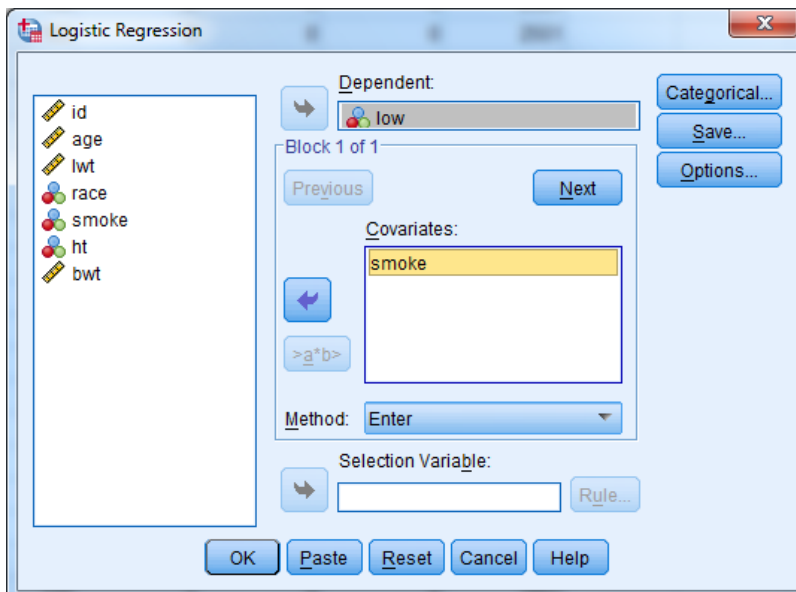 Logistic Regression
id
age
lwt
race
smoke
ht
bwt
Dependent:
low
Block 1 of 1
Previous
Next
Covariates:
smoke
>a*b>
Method: Enter
Selection Variable:
Rule...
Categorical...
Save...
Options...
OK Paste Reset Cancel Help